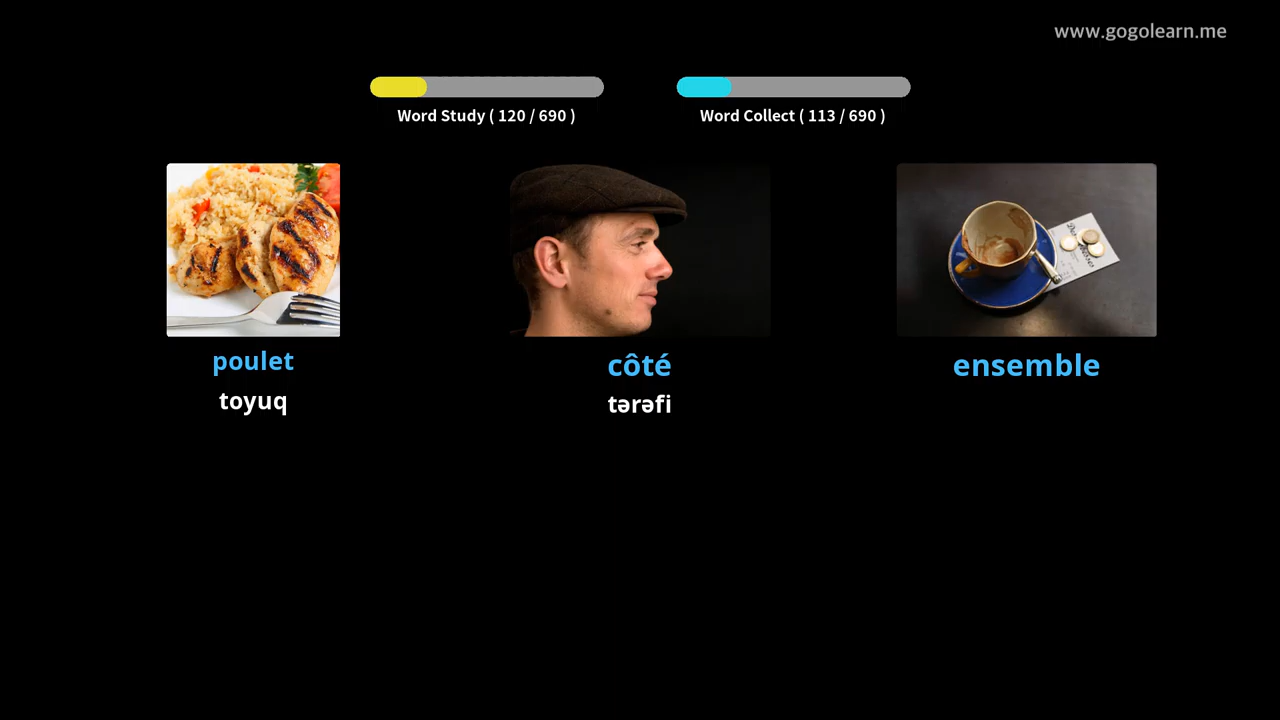 www.gogolearn.me
Word Study ( 120 / 690 )
Word Collect ( 113 / 690 )
poulet
toyuq
côté
tərəfi
ensemble